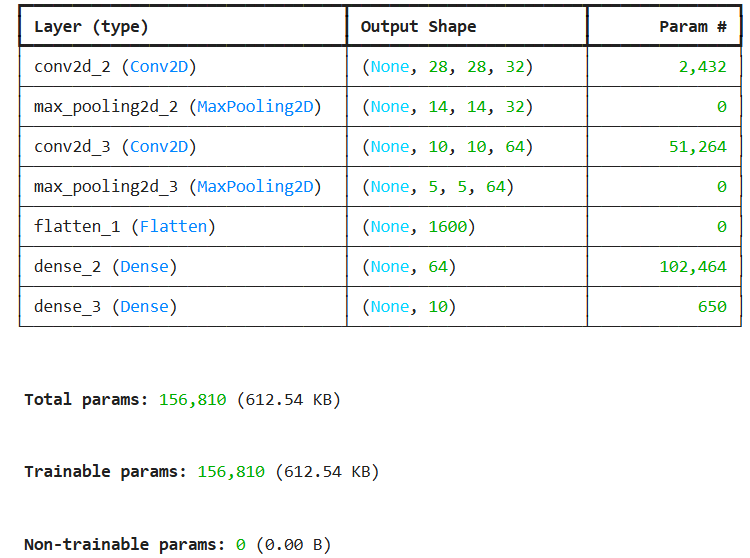 Layer (type) Output Shape Param #
conv2d_2 (Conv2D) (None, 28, 28, 32) 2,432
max_pooling2d_2 (MaxPooling2D) (None, 14, 14, 32) 0
conv2d_3 (Conv2D) (None, 10, 10, 64) 51,264
max_pooling2d_3 (MaxPooling2D) (None, 5, 5, 64) 0
flatten_1 (Flatten) (None, 1600) 0
dense_2 (Dense) (None, 64) 102,464
dense_3 (Dense) (None, 10) 650
Total params: 156,810 (612.54 KB)
Trainable params: 156,810 (612.54 KB)
Non-trainable params: 0 (0.00 B)